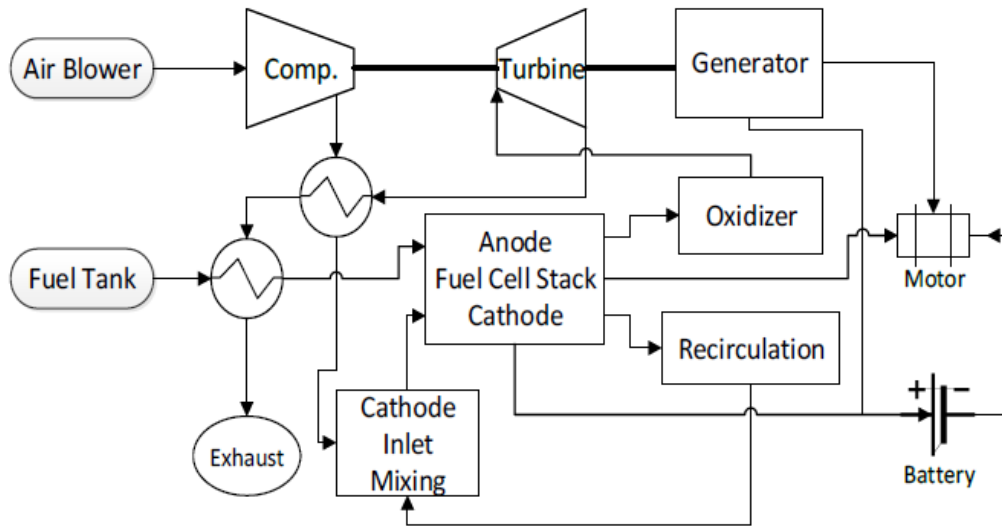 Air Blower
Comp.
Turbine
Generator
Oxidizer
Fuel Tank
Anode
Fuel Cell Stack
Cathode
Motor
Recirculation
Cathode
Inlet
Mixing
Exhaust
+ -
Battery